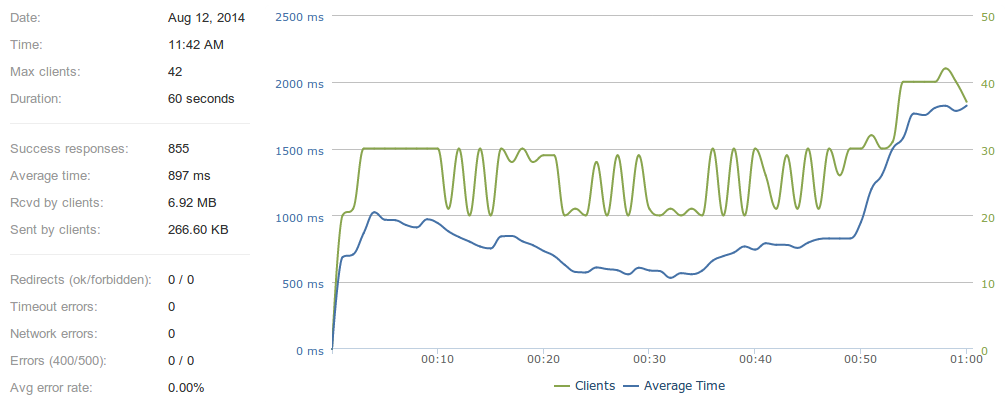 Date: Aug 12, 2014
Time: 11:42 AM
Max clients: 42
Duration: 60 seconds
Success responses: 855
Average time: 897 ms
Rcvd by clients: 6.92 MB
Sent by clients: 266.60 KB
Redirects (ok/forbidden): 0 / 0
Timeout errors: 0
Network errors: 0
Errors (400/500): 0 / 0
Avg error rate: 0.00%
2500 ms 50
2000 ms 40
1500 ms 30
1000 ms 20
500 ms 10
0 ms 0
00:10 00:20 00:30 00:40 00:50 01:00
Clients Average Time